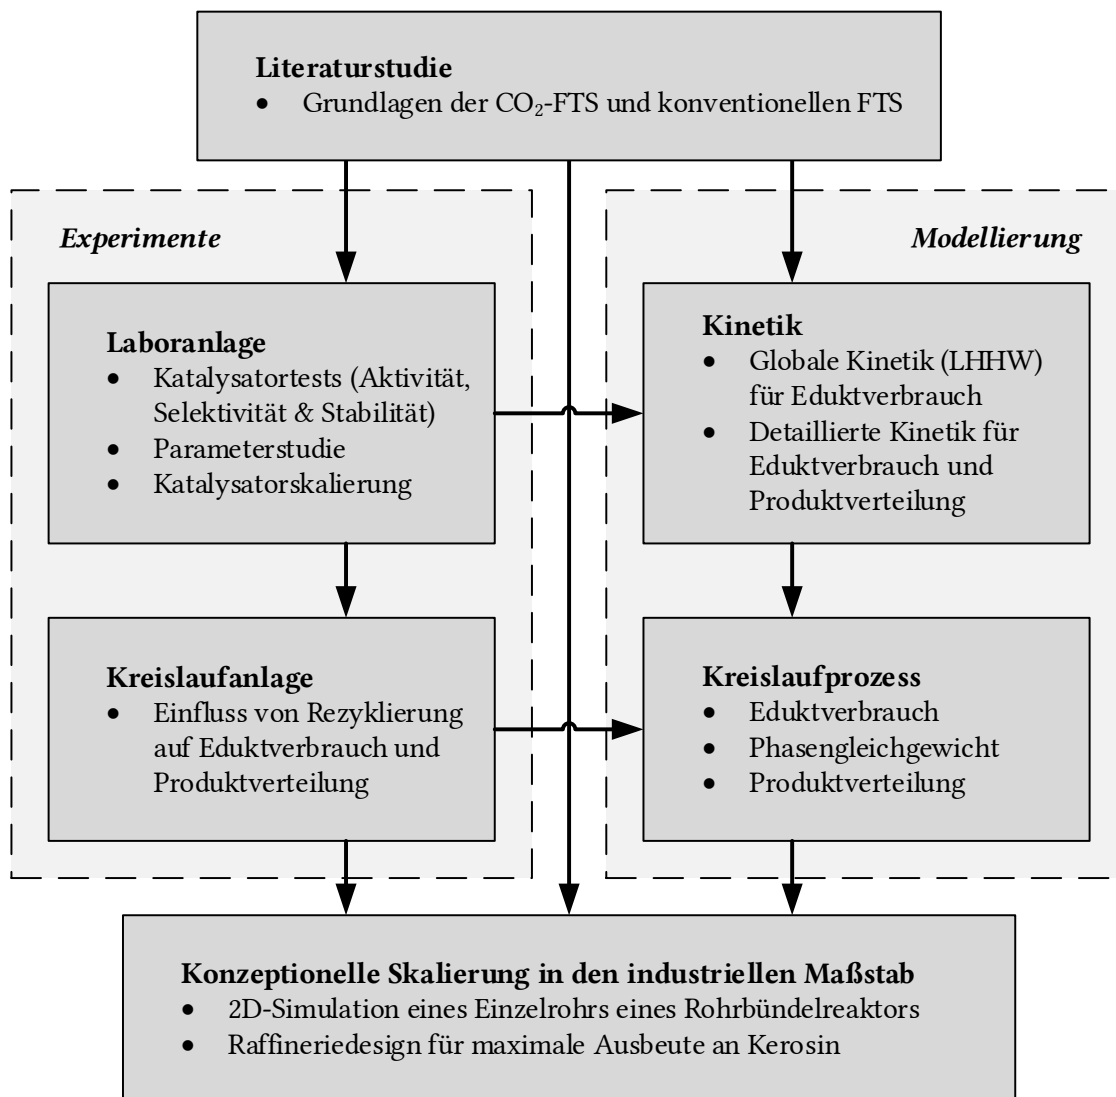 Literaturstudie
• Grundlagen der CO₂-FTS und konventionellen FTS
Experimente
Laboranlage
• Katalysatortests (Aktivität,
Selektivität & Stabilität)
• Parameterstudie
• Katalysatorskalierung
Kreislaufanlage
• Einfluss von Rezyklierung
auf Eduktverbrauch und
Produktverteilung
Modellierung
Kinetik
• Globale Kinetik (LHHW)
für Eduktverbrauch
• Detaillierte Kinetik für
Eduktverbrauch und
Produktverteilung
Kreislaufprozess
• Eduktverbrauch
• Phasengleichgewicht
• Produktverteilung
Konzeptionelle Skalierung in den industriellen Maßstab
• 2D-Simulation eines Einzelrohrs eines Rohrbündelreaktors
• Raffineriedesign für maximale Ausbeute an Kerosin